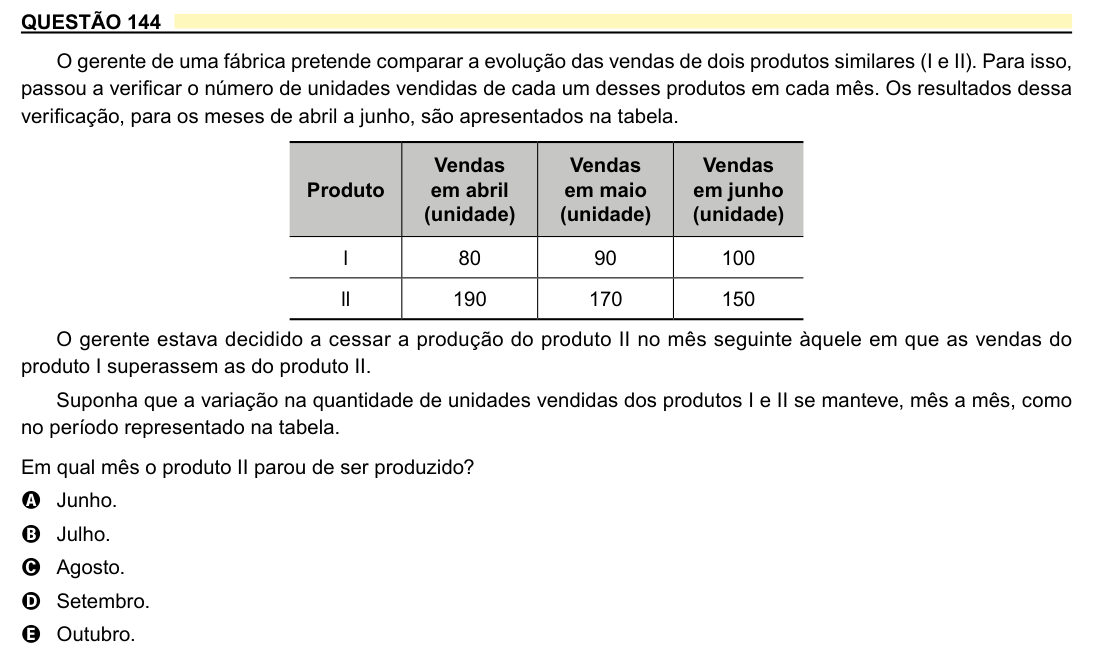 QUESTÃO 144
O gerente de uma fábrica pretende comparar a evolução das vendas de dois produtos similares (I e II). Para isso,
passou a verificar o número de unidades vendidas de cada um desses produtos em cada mês. Os resultados dessa
verificação, para os meses de abril a junho, são apresentados na tabela.
Produto
Vendas
em abril
(unidade)
Vendas
em maio
(unidade)
Vendas
em junho
(unidade)
I 80 90 100
II 190 170 150
O gerente estava decidido a cessar a produção do produto II no mês seguinte àquele em que as vendas do
produto I superassem as do produto II.
Suponha que a variação na quantidade de unidades vendidas dos produtos I e II se manteve, mês a mês, como
no período representado na tabela.
Em qual mês o produto II parou de ser produzido?
A Junho.
B Julho.
C Agosto.
D Setembro.
E Outubro.